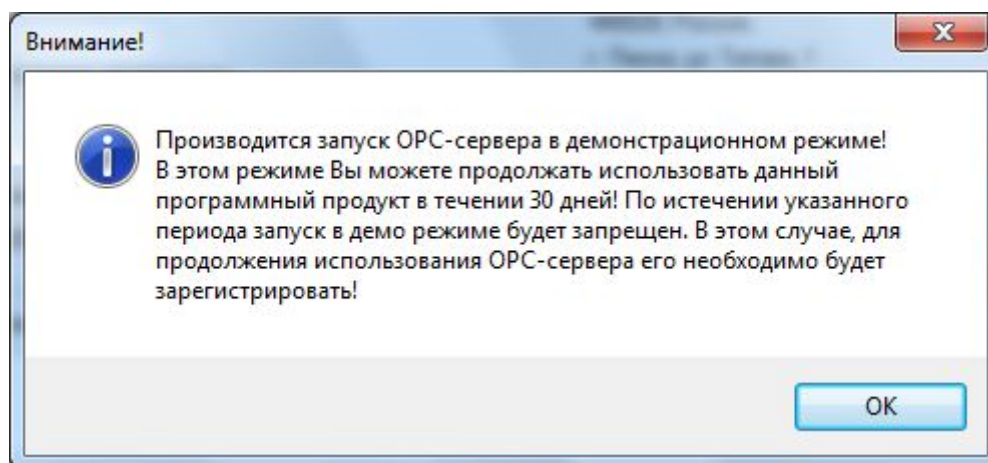 Внимание!
Производится запуск OPC-сервера в демонстрационном режиме!
В этом режиме Вы можете продолжать использовать данный
программный продукт в течении 30 дней! По истечении указанного
периода запуск в демо режиме будет запрещен. В этом случае, для
продолжения использования OPC-сервера его необходимо будет
зарегистрировать!
OK